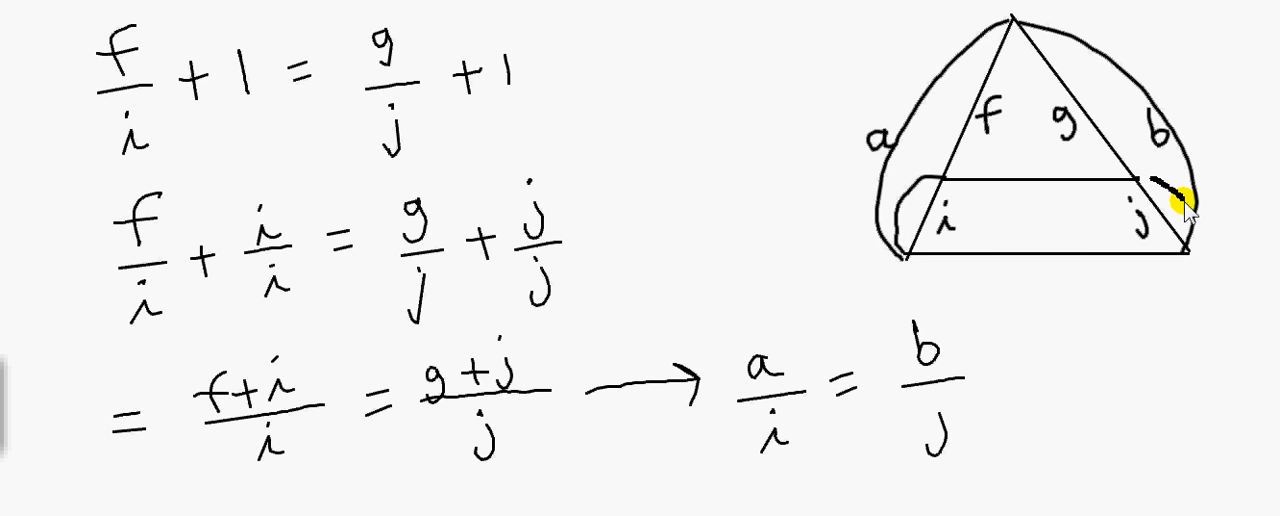 f/i + 1 = g/j + 1
f/i + i/i = g/j + j/j
= f+i/i = g+j/j → a/i = b/j
a f g b
i j